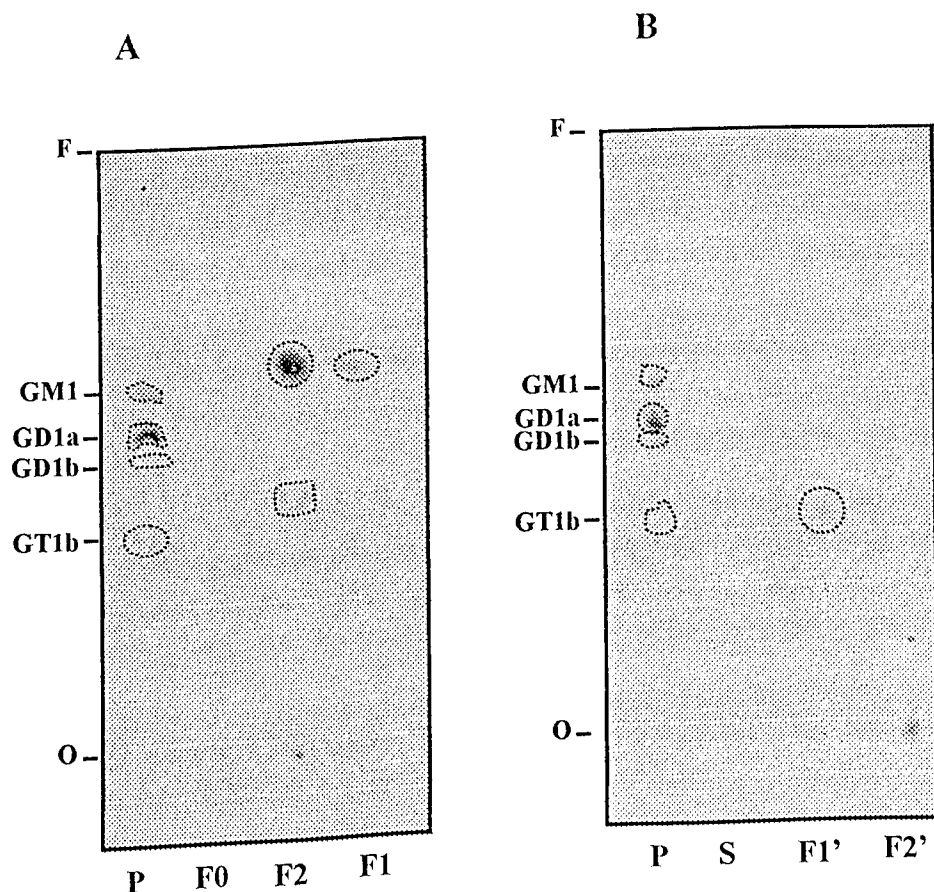 A
F
GM1
GD1a
GD1b
GT1b
O
P F0 F2 F1
B
F
GM1
GD1a
GD1b
GT1b
O
P S F1' F2'